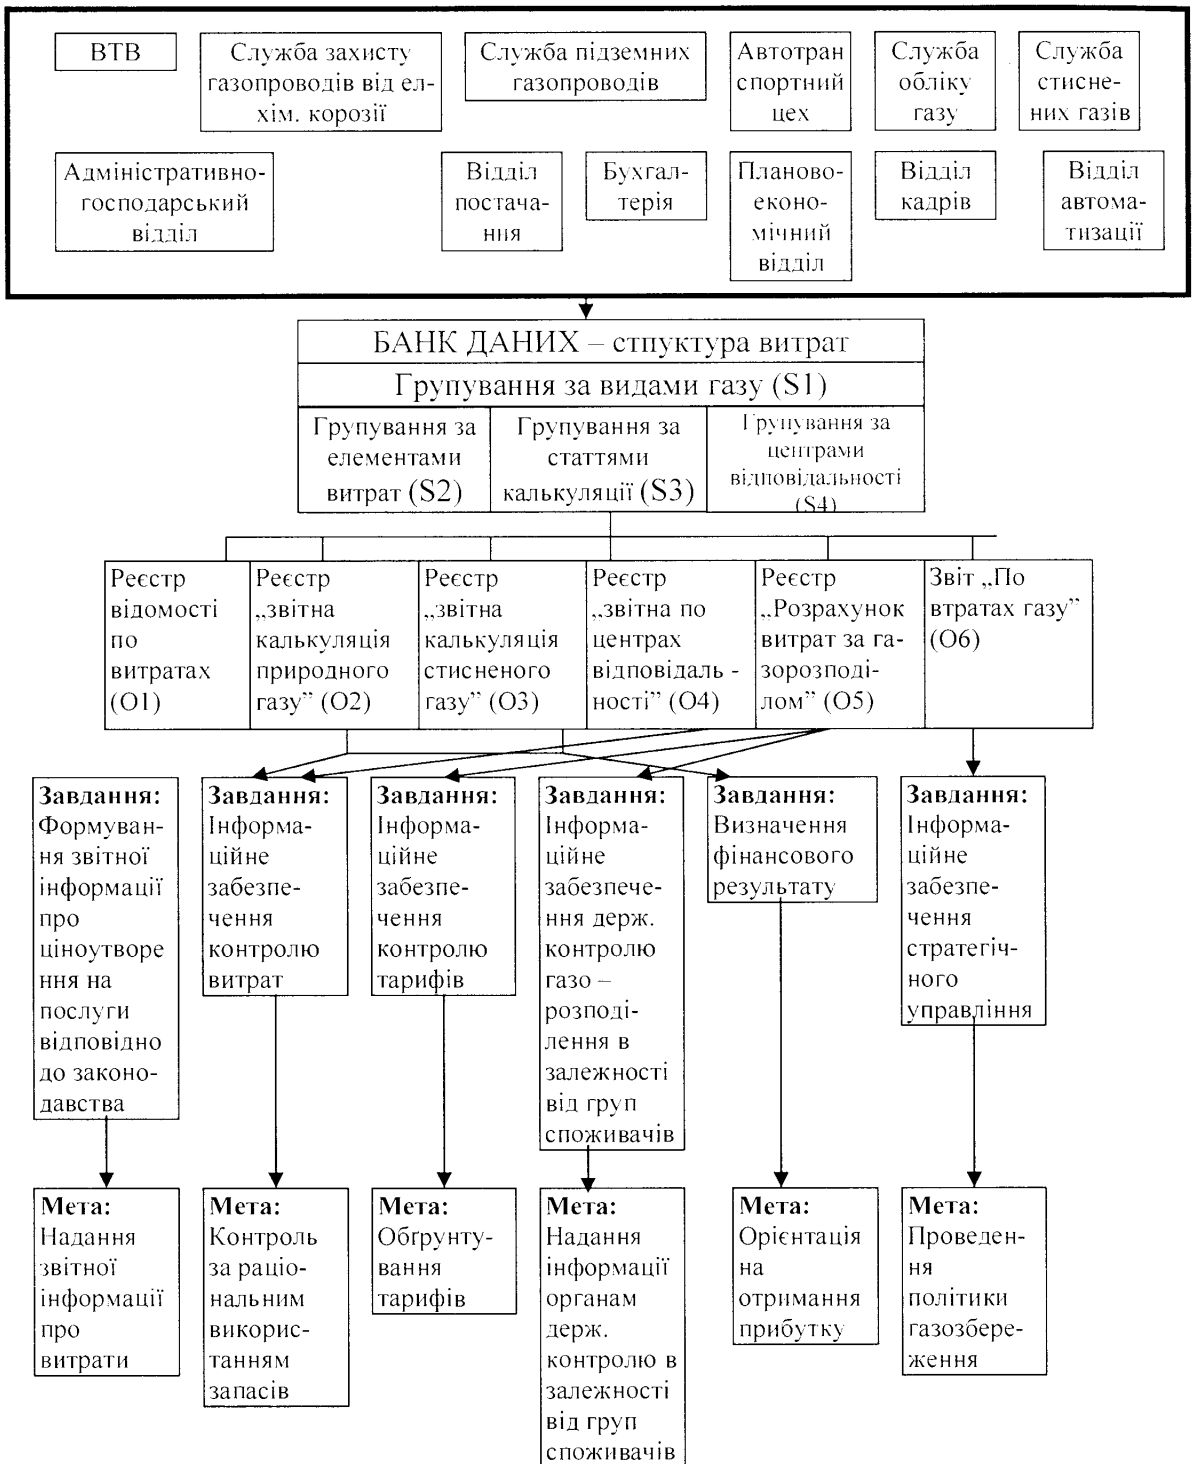 ВТВ
Служба захисту
газопроводів від ел-
хім. корозії
Служба підземних
газопроводів
Автотран
спортний
цех
Служба
обліку
газу
Служба
стисне-
них газів
Адміністративно-
господарський
відділ
Відділ
постача-
ння
Бухгал-
терія
Планово-
еконо-
мічний
відділ
Відділ
кадрів
Відділ
автома-
тизації
БАНК ДАНИХ – стпуктура витрат
Групування за видами газу (S1)
Групування за
елементами
витрат (S2)
Групування за
статтями
калькуляції (S3)
Групування за
центрами
відповідальності
(S4)
Реєстр
відомості
по
витратах
(О1)
Реєстр
„звітна
калькуляція
природного
газу” (О2)
Реєстр
„звітна
калькуляція
стисненого
газу” (О3)
Реєстр
„звітна по
центрах
відповідаль -
ності” (О4)
Реєстр
„Розрахунок
витрат за га-
зорозподі-
лом” (О5)
Звіт „По
втратах газу”
(О6)
Завдання:
Формуван-
ня звітної
інформації
про
ціноутворе
ння на
послуги
відповідно
до законо-
давства
Завдання:
Інформа-
ційне
забезпе-
чення
контролю
витрат
Завдання:
Інформа-
ційне
забезпе-
чення
контролю
тарифів
Завдання:
Інформа-
ційне
забезпече-
ння держ.
контролю
газо –
розподі-
лення в
залежності
від груп
споживачів
Завдання:
Визначення
фінансового
результату
Завдання:
Інформа-
ційне
забезпе-
чення
стратегіч-
ного
управління
Мета:
Надання
звітної
інформації
про
витрати
Мета:
Контроль
за раціо-
нальним
викорис-
танням
запасів
Мета:
Обґрунту-
вання
тарифів
Мета:
Надання
інформації
органам
держ.
контролю в
залежності
від груп
споживачів
Мета:
Орієнтація
на
отримання
прибутку
Мета:
Проведен-
ня
політики
газозбере-
ження